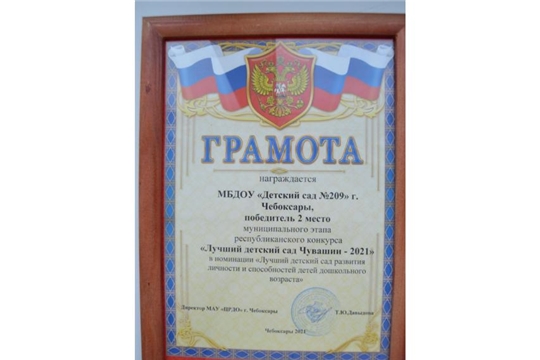 ГРАМОТА
награждается
МБДОУ «Детский сад №209» г.
Чебоксары,
победитель 2 место
муниципального этапа
республиканского конкурса
«Лучший детский сад Чувашии - 2021»
в номинации «Лучший детский сад развития
личности и способностей детей дошкольного
возраста»
Директор МАУ «ЦРДО» г. Чебоксары
Т.Ю.Давыдова
Чебоксары 2021